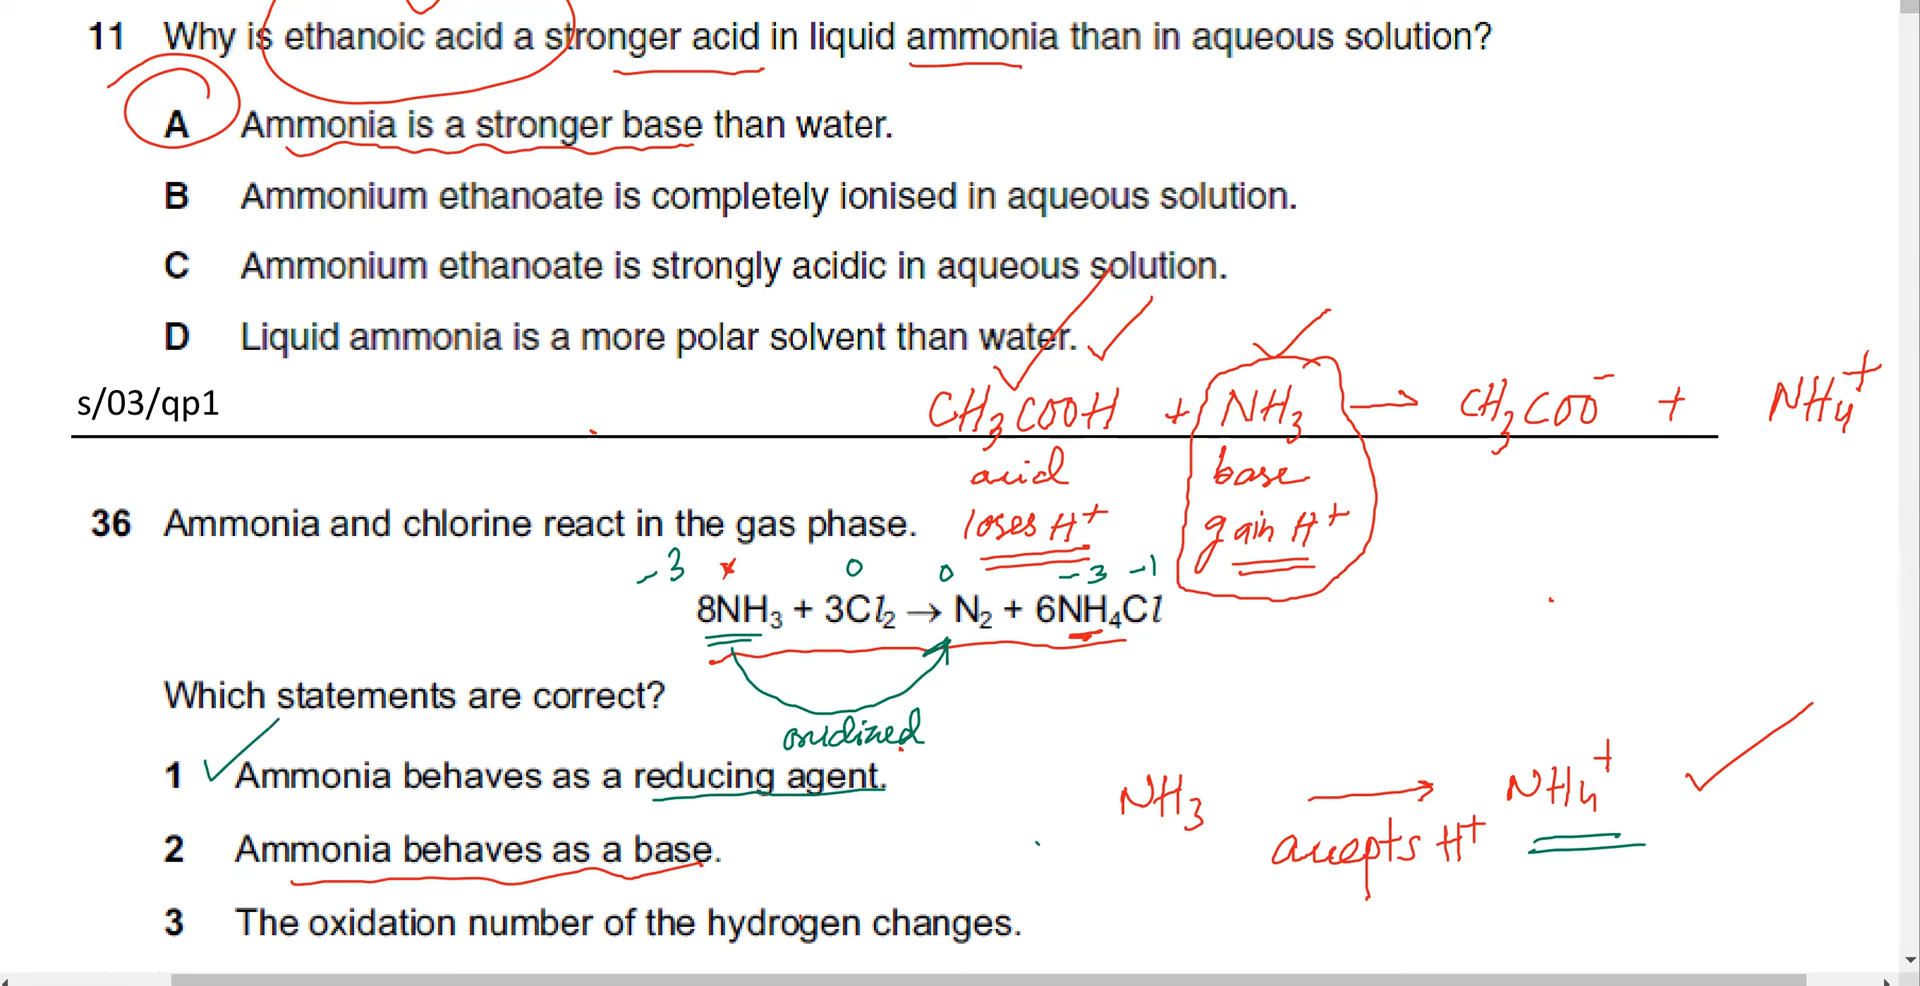 11 Why is ethanoic acid a stronger acid in liquid ammonia than in aqueous solution?
A Ammonia is a stronger base than water.
B Ammonium ethanoate is completely ionised in aqueous solution.
C Ammonium ethanoate is strongly acidic in aqueous solution.
D Liquid ammonia is a more polar solvent than water.
s/03/qp1
CH₃COOH + NH₃ → CH₃COO⁻ + NH₄⁺
acid base
loses H⁺ gain H⁺
36 Ammonia and chlorine react in the gas phase.
-3 0 0 -3 -1
8NH₃ + 3Cl₂ → N₂ + 6NH₄Cl
Which statements are correct?
oxidized
1 Ammonia behaves as a reducing agent.
NH₃ → NH₄⁺
accepts H⁺
2 Ammonia behaves as a base.
3 The oxidation number of the hydrogen changes.